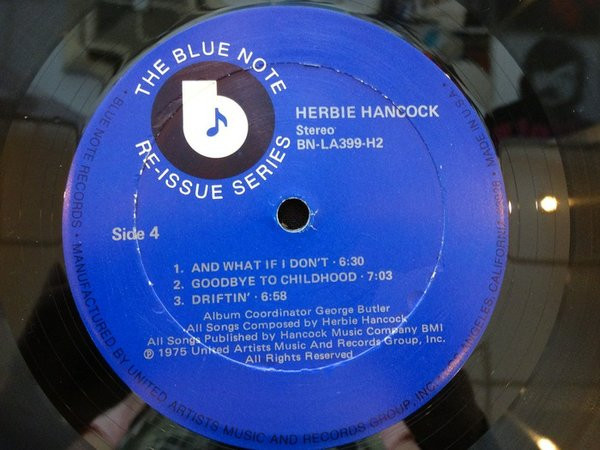 THE BLUE NOTE
RE-ISSUE SERIES
b
HERBIE HANCOCK
Stereo
BN-LA399-H2
Side 4
1. AND WHAT IF I DON'T · 6:30
2. GOODBYE TO CHILDHOOD · 7:03
3. DRIFTIN' · 6:58
Album Coordinator George Butler
All Songs Composed by Herbie Hancock
All Songs Published by Hancock Music Company BMI
℗ 1975 United Artists Music And Records Group, Inc.
All Rights Reserved
· BLUE NOTE RECORDS · MANUFACTURED BY UNITED ARTISTS MUSIC AND RECORDS GROUP, INC. ANGELES, CALIFORNIA · MADE IN U.S.A.